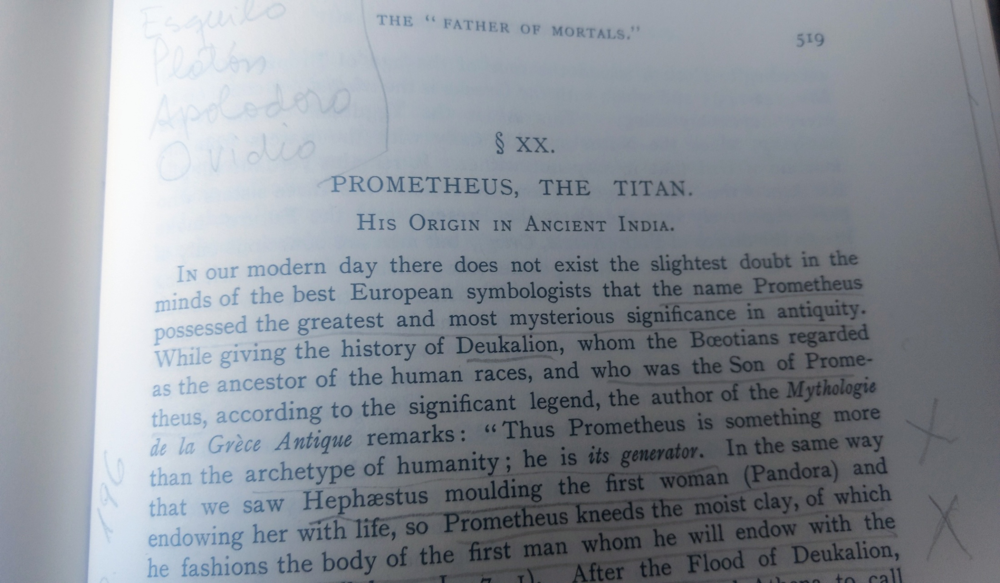 Esquilo
Platón
Apolodoro
Ovidio
THE “ FATHER OF MORTALS.”
519
§ XX.
PROMETHEUS, THE TITAN.
HIS ORIGIN IN ANCIENT INDIA.
IN our modern day there does not exist the slightest doubt in the
minds of the best European symbologists that the name Prometheus
possessed the greatest and most mysterious significance in antiquity.
While giving the history of Deukalion, whom the Bœotians regarded
as the ancestor of the human races, and who was the Son of Prome-
theus, according to the significant legend, the author of the Mythologie
de la Grèce Antique remarks : “ Thus Prometheus is something more
than the archetype of humanity ; he is its generator. In the same way
that we saw Hephæstus moulding the first woman (Pandora) and
endowing her with life, so Prometheus kneeds the moist clay, of which
he fashions the body of the first man whom he will endow with the
After the Flood of Deukalion,
to call